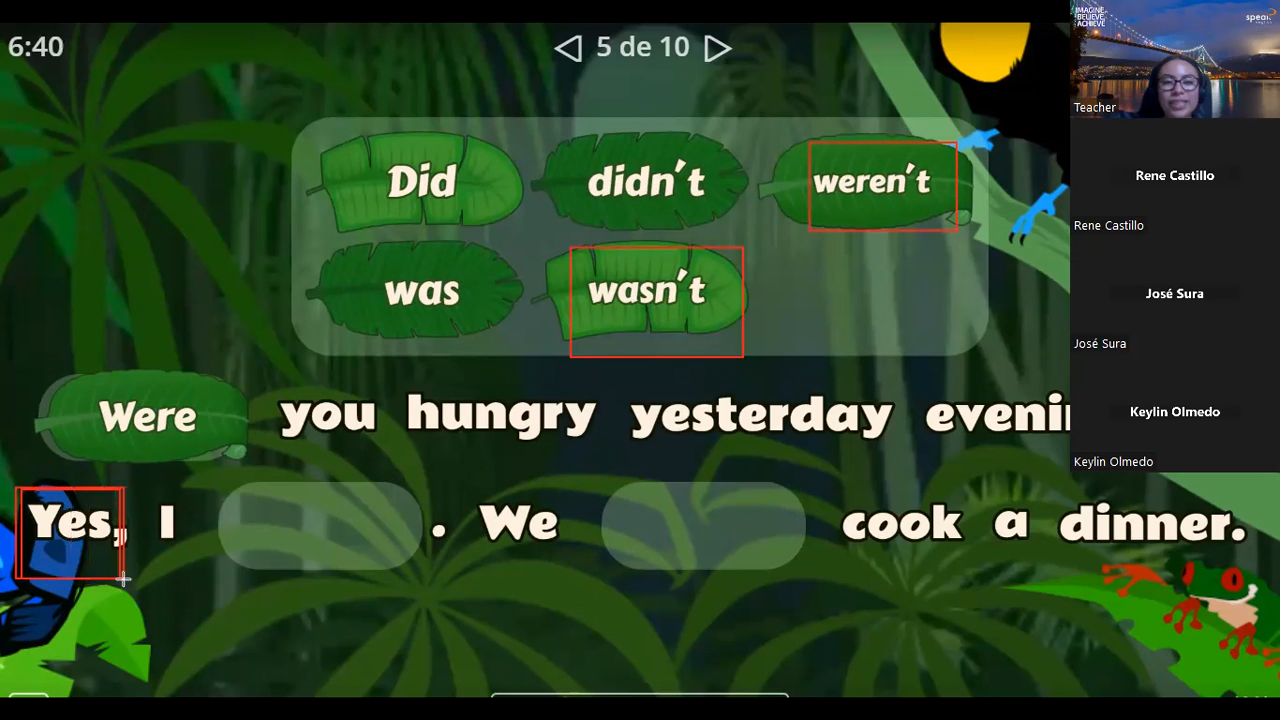 6:40
5 de 10
Did
didn't
weren't
was
wasn't
Were you hungry yesterday
Yes, I . We cook a dinner.
IMAGINE
BELIEVE
ACHIEVE
speak
Teacher
Rene Castillo
Rene Castillo
José Sura
José Sura
Keylin Olmedo
Keylin Olmedo